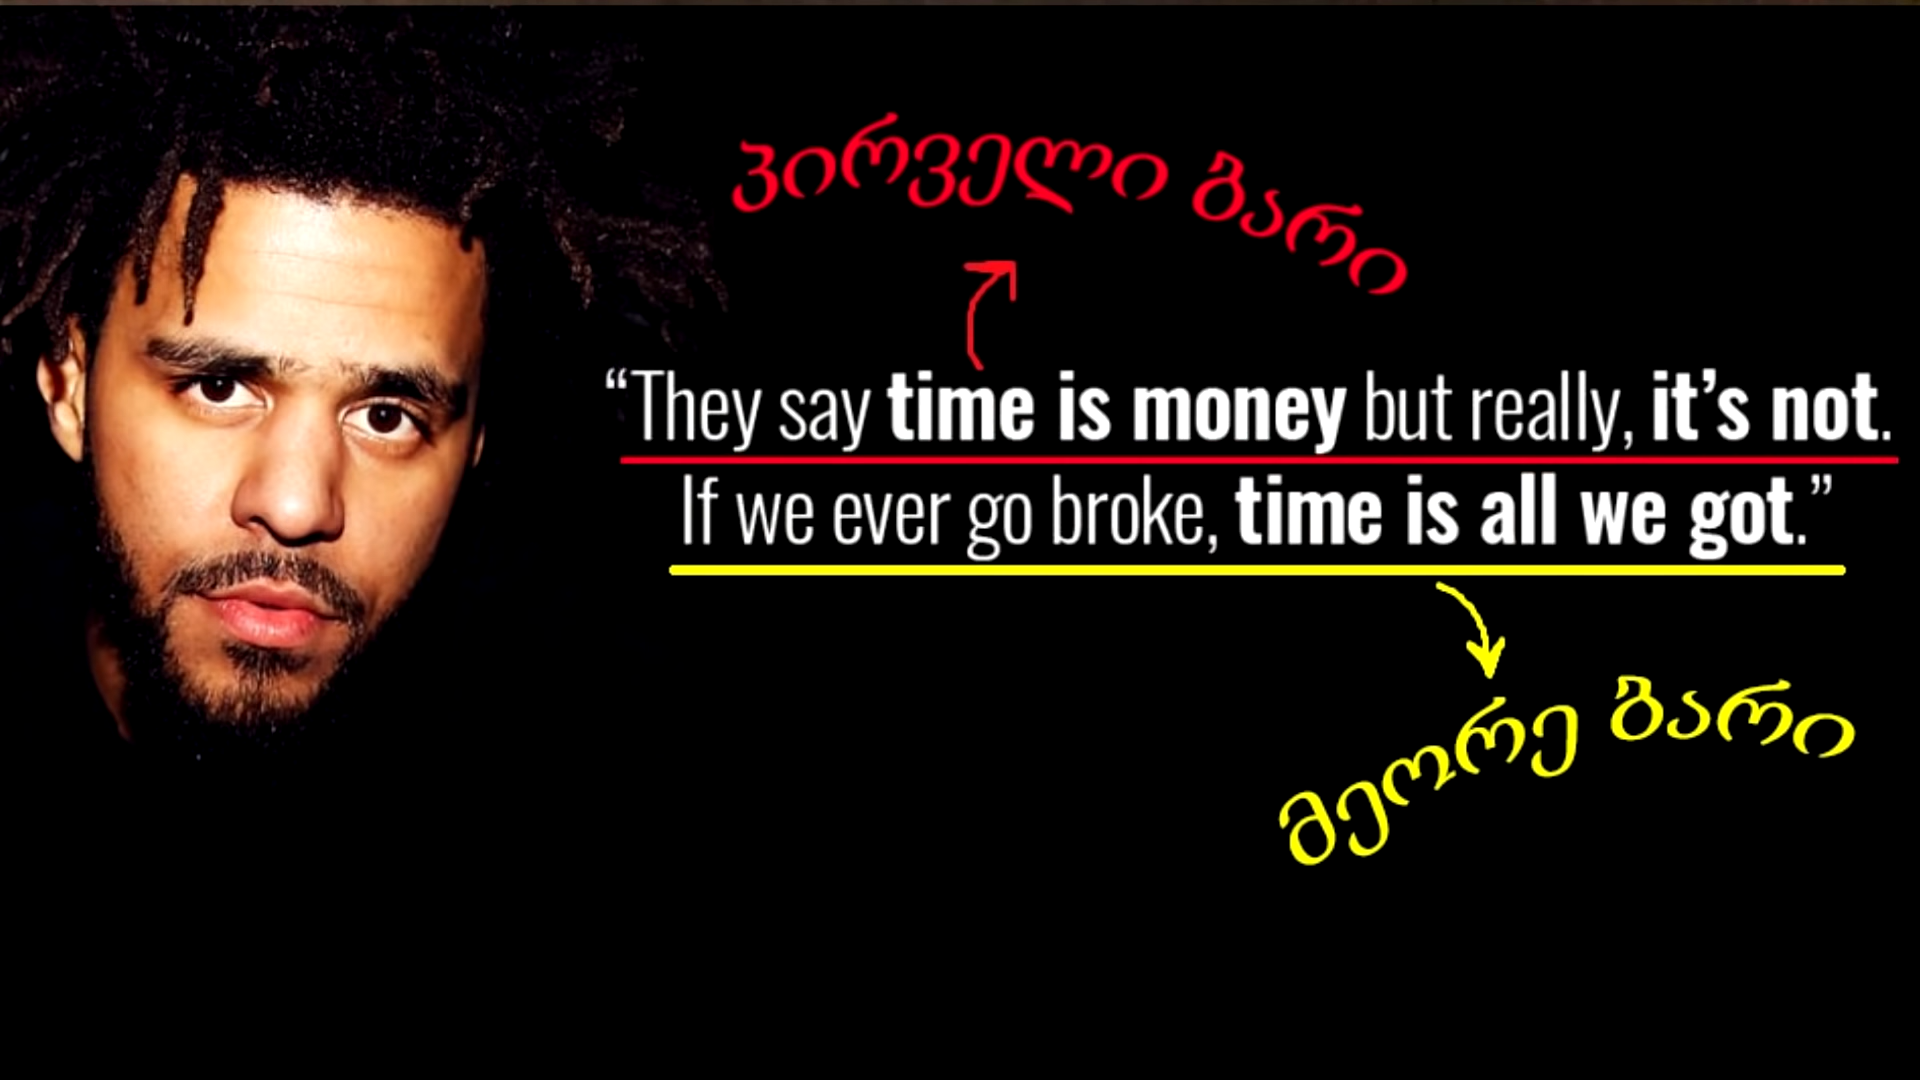 პირველი ბარი
“They say time is money but really, it’s not.
If we ever go broke, time is all we got.”
მეორე ბარი